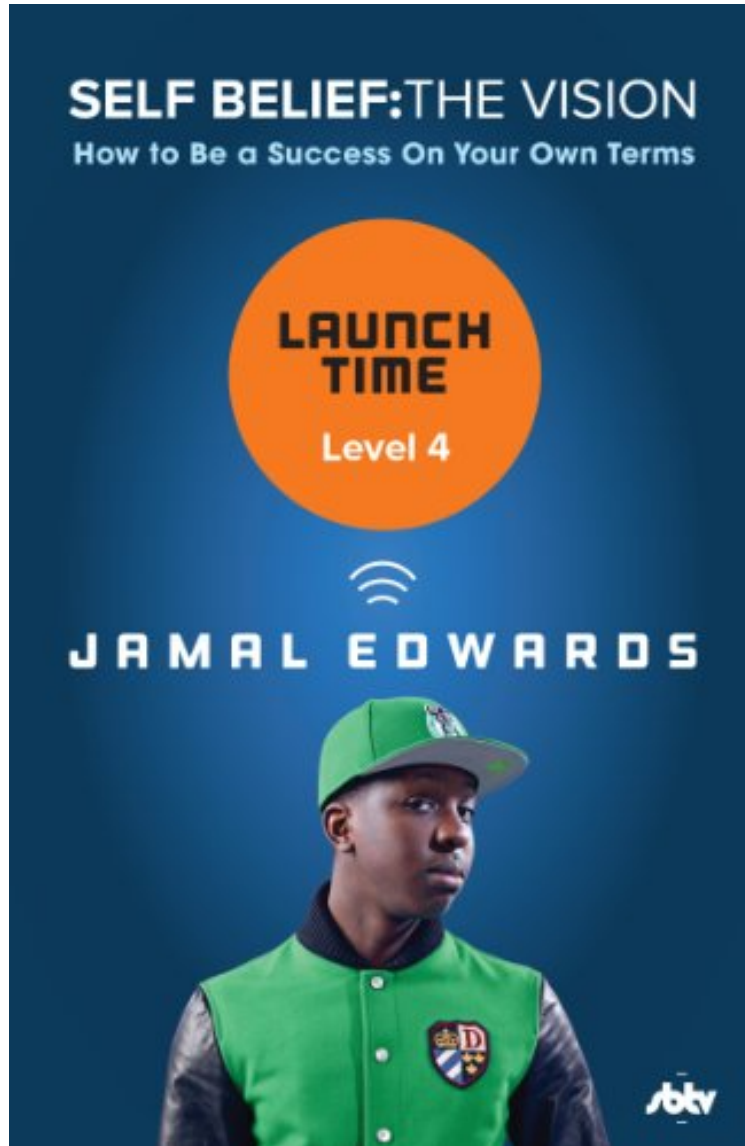 SELF BELIEF:THE VISION
How to Be a Success On Your Own Terms
LAUNCH
TIME
Level 4
JAMAL EDWARDS
D
sbtv